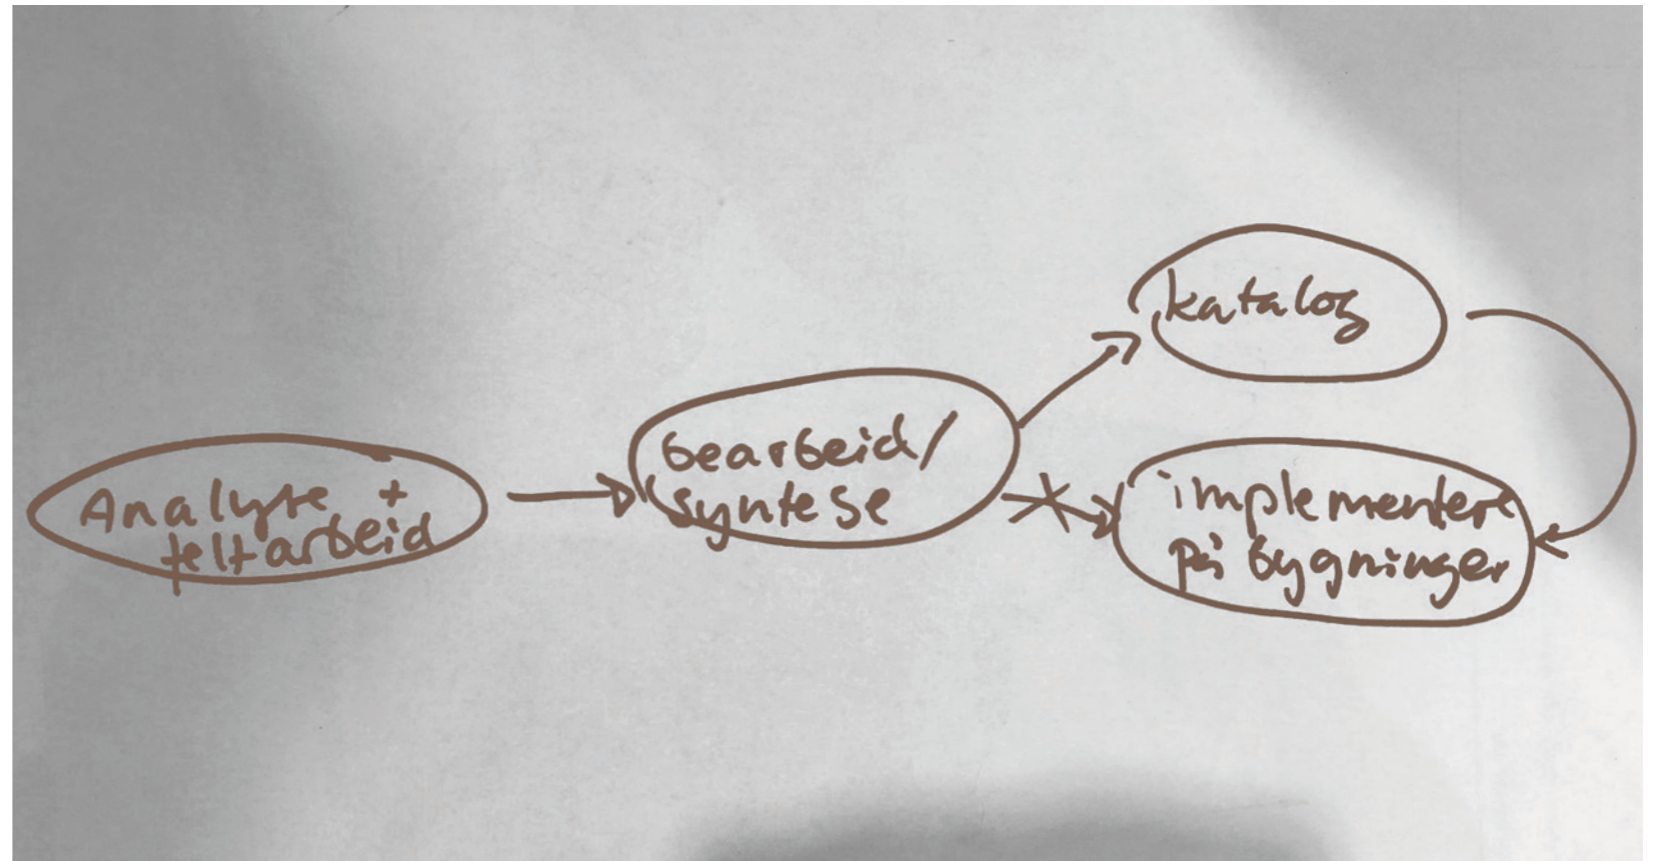 Analyse +
feltarbeid
bearbeid/
syntese
katalog
implementere
på bygninger